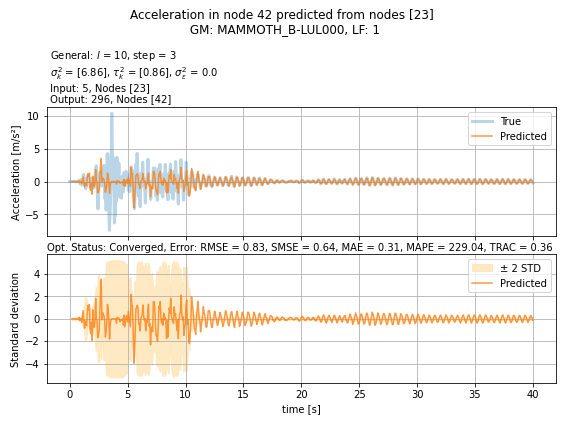 Acceleration in node 42 predicted from nodes [23]
GM: MAMMOTH_B-LUL000, LF: 1
General: l = 10, step = 3
σ²ₖ = [6.86], τ²ₖ = [0.86], σ²ε = 0.0
Input: 5, Nodes [23]
Output: 296, Nodes [42]
10
5
0
−5
Acceleration [m/s²]
True
Predicted
Opt. Status: Converged, Error: RMSE = 0.83, SMSE = 0.64, MAE = 0.31, MAPE = 229.04, TRAC = 0.36
4
2
0
−2
−4
Standard deviation
± 2 STD
Predicted
0 5 10 15 20 25 30 35 40
time [s]